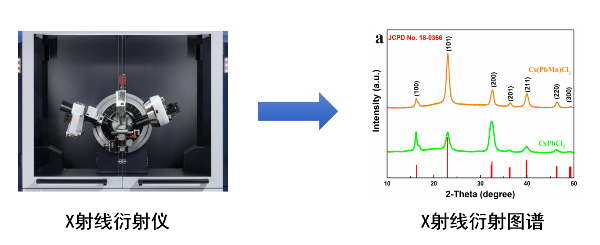 a
JCPD No. 18-0366
(100)
(101)
(200)
(201)
(211)
(220)
(300)
Cs(PbMn)Cl3
CsPbCl3
Intensity (a.u.)
10 20 30 40 50
2-Theta (degree)
X射线衍射仪
X射线衍射图谱